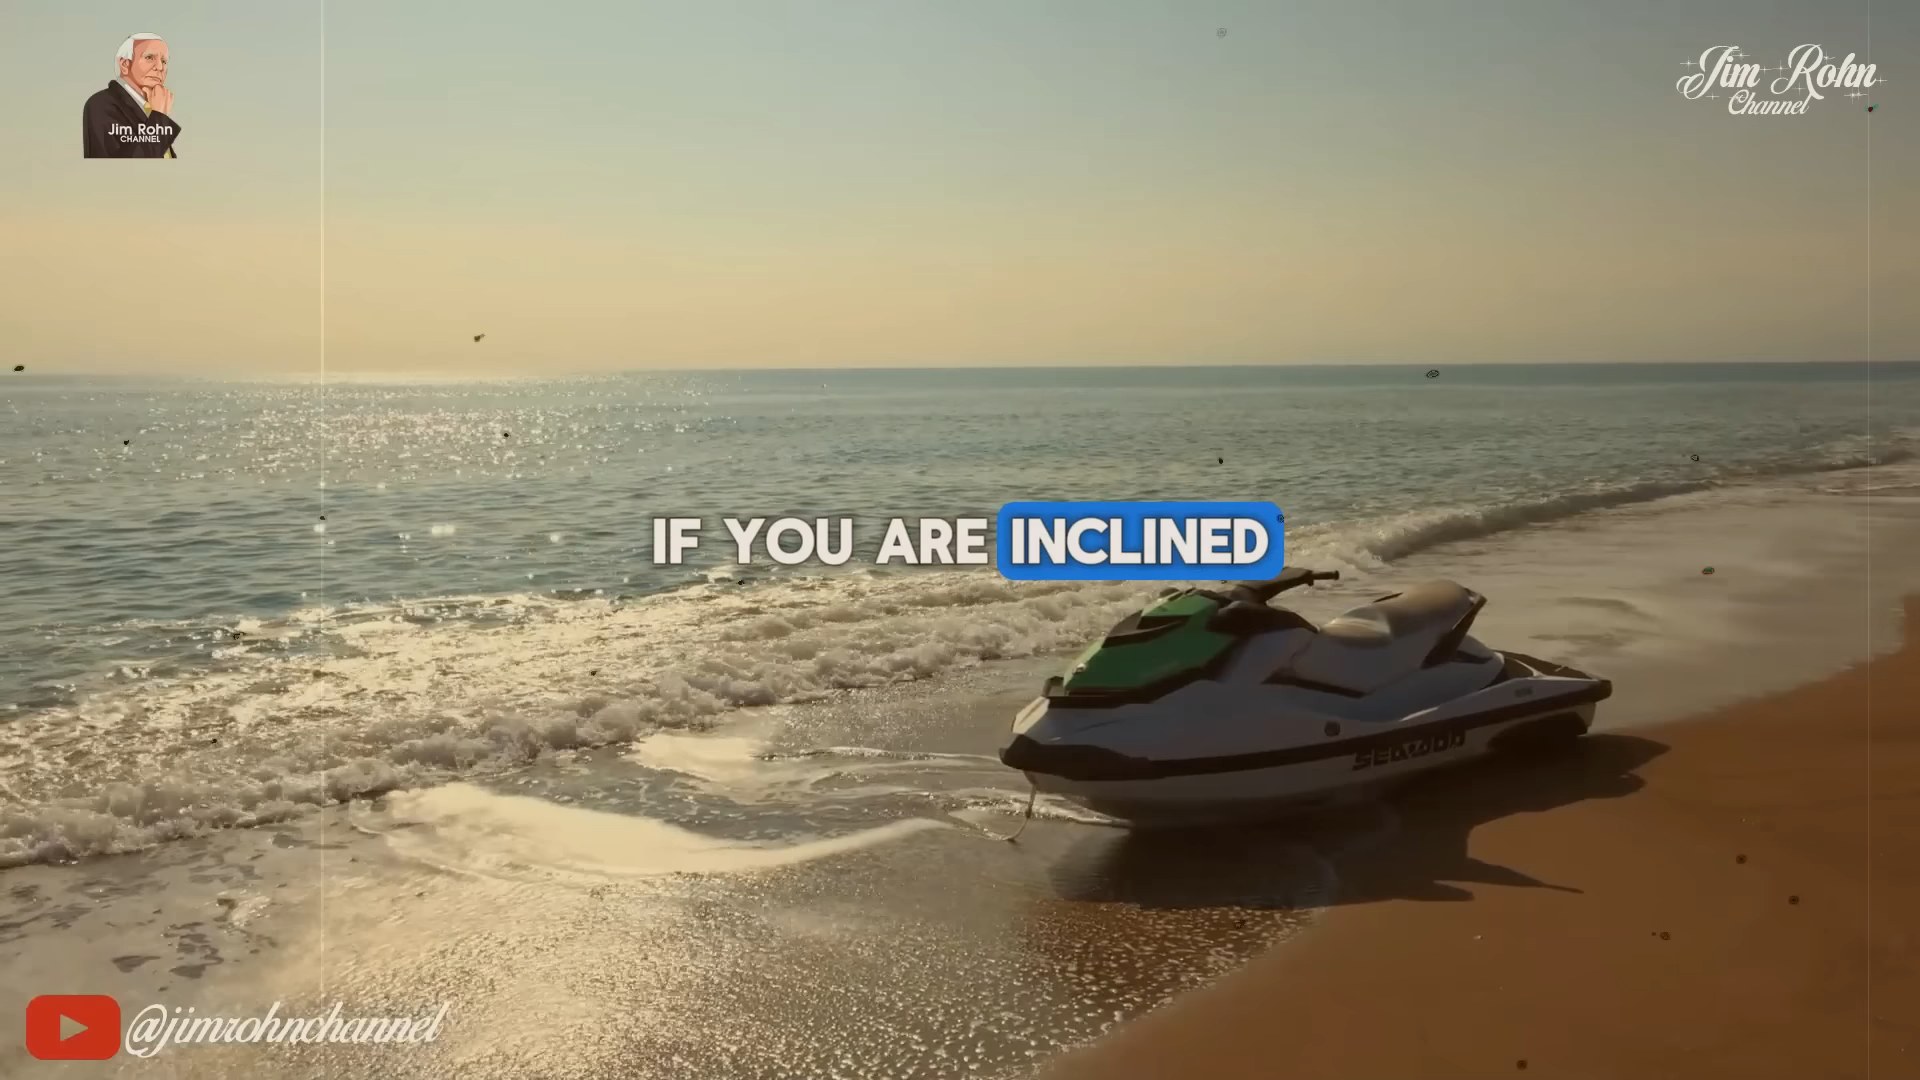 Jim Rohn
CHANNEL
Jim Rohn
Channel
IF YOU ARE INCLINED
SEADOO
@jimrohnchannel